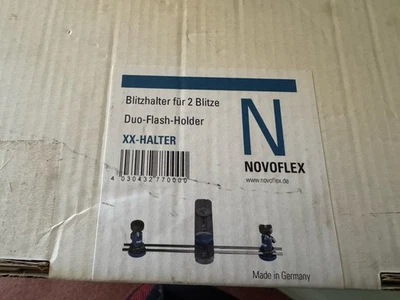 Blitzhalter für 2 Blitze
Duo-Flash-Holder
XX-HALTER
4 030432 770000
N
NOVOFLEX
www.novoflex.de
Made in Germany